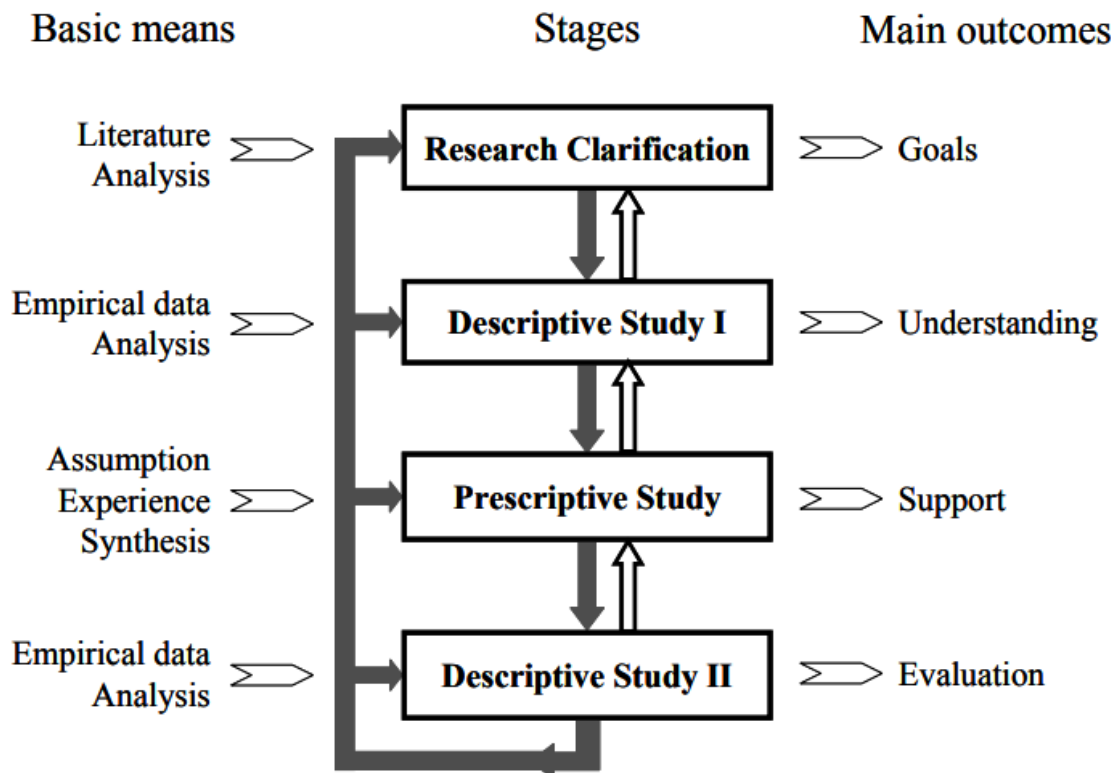 Basic means
Stages
Main outcomes
Literature
Analysis
Research Clarification
Goals
Empirical data
Analysis
Descriptive Study I
Understanding
Assumption
Experience
Synthesis
Prescriptive Study
Support
Empirical data
Analysis
Descriptive Study II
Evaluation